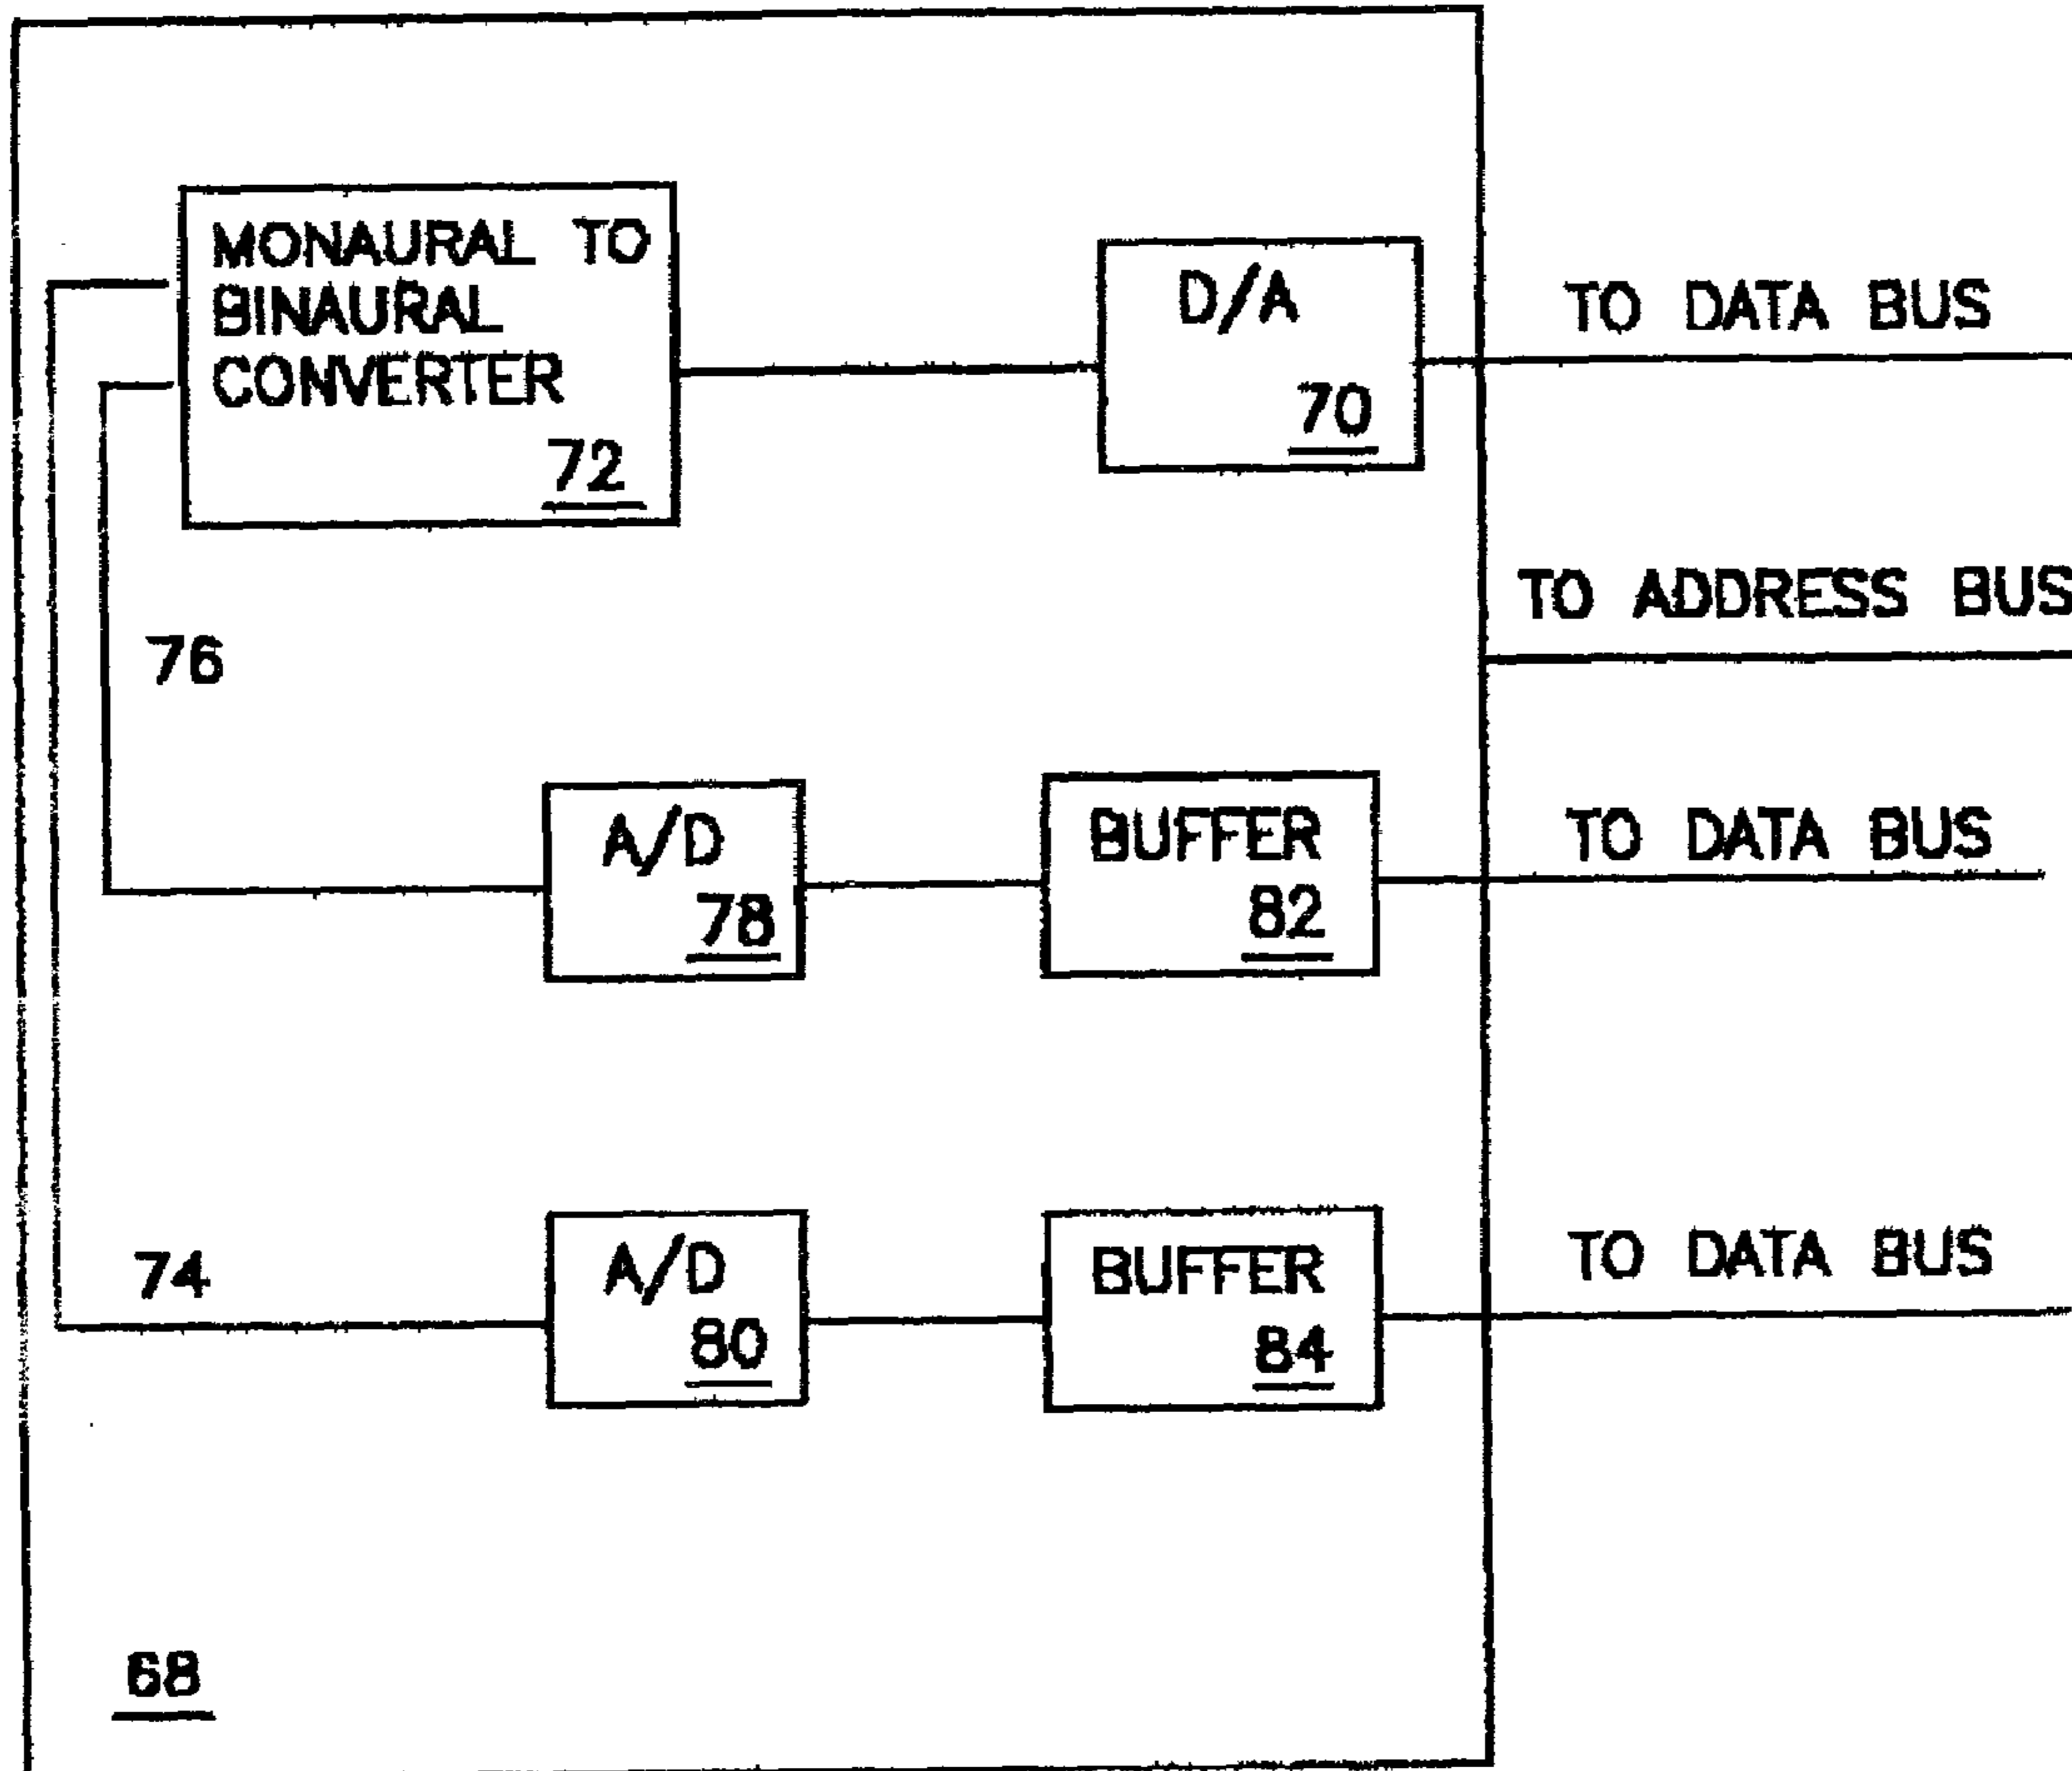 MONAURAL TO
BINAURAL
CONVERTER
72
D/A
70
TO DATA BUS
TO ADDRESS BUS
76
A/D
78
BUFFER
82
TO DATA BUS
74
A/D
80
BUFFER
84
TO DATA BUS
68